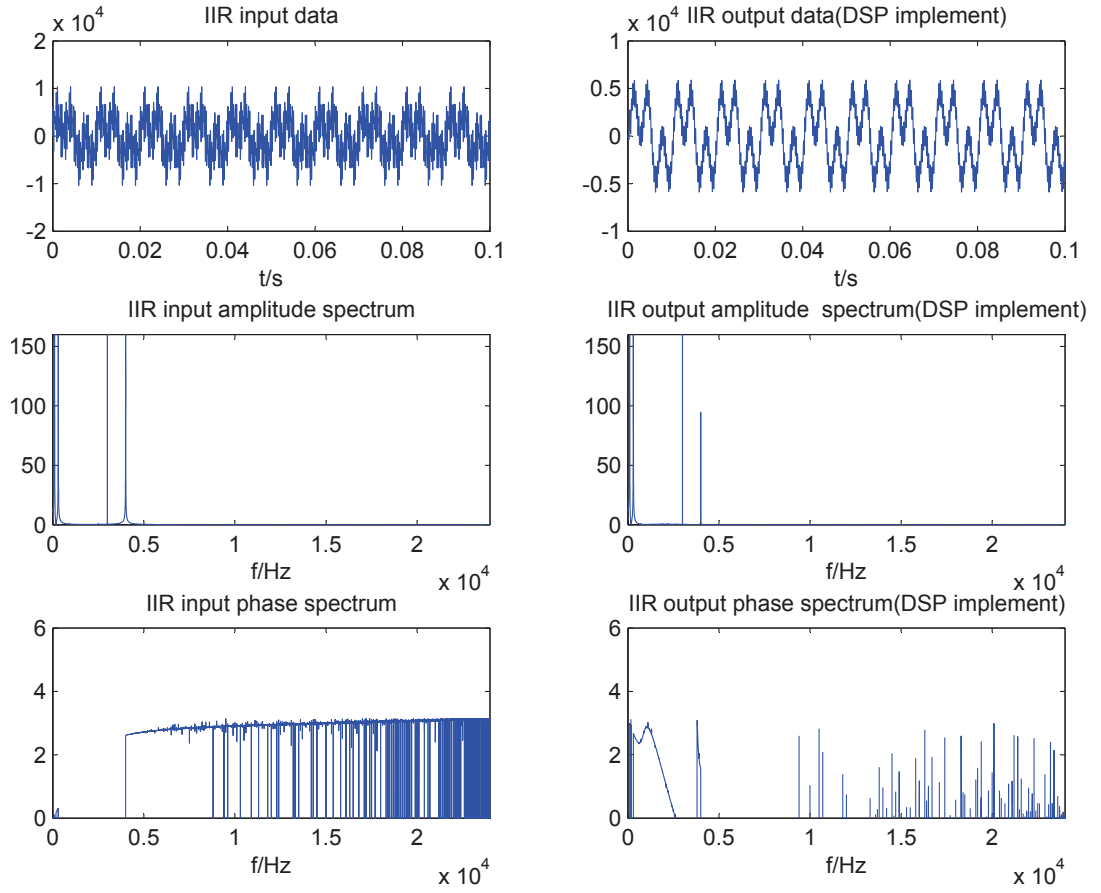 IIR input data
x 10^4
2
1
0
-1
-2
0 0.02 0.04 0.06 0.08 0.1
t/s
IIR output data(DSP implement)
x 10^4
1
0.5
0
-0.5
-1
0 0.02 0.04 0.06 0.08 0.1
t/s
IIR input amplitude spectrum
150
100
50
0
0 0.5 1 1.5 2
f/Hz
x 10^4
IIR output amplitude spectrum(DSP implement)
150
100
50
0
0 0.5 1 1.5 2
f/Hz
x 10^4
IIR input phase spectrum
6
4
2
0
0 0.5 1 1.5 2
f/Hz
x 10^4
IIR output phase spectrum(DSP implement)
6
4
2
0
0 0.5 1 1.5 2
f/Hz
x 10^4